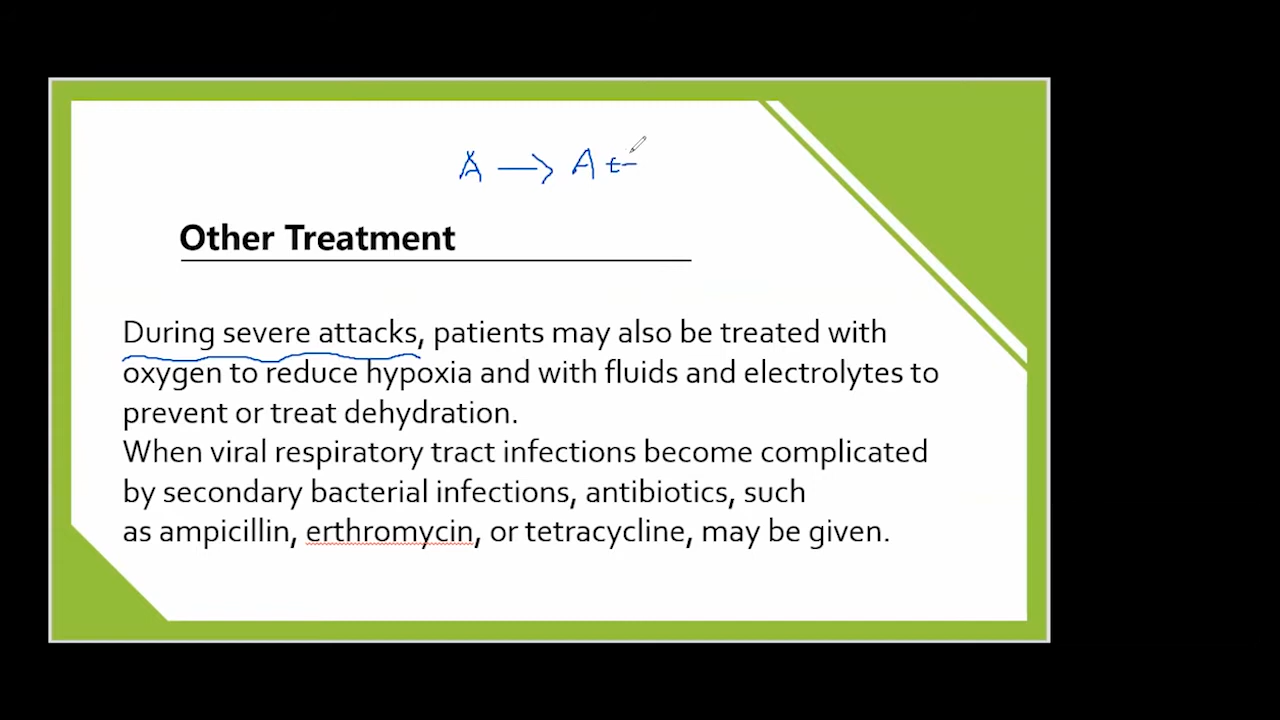 A → A t
Other Treatment
During severe attacks, patients may also be treated with
oxygen to reduce hypoxia and with fluids and electrolytes to
prevent or treat dehydration.
When viral respiratory tract infections become complicated
by secondary bacterial infections, antibiotics, such
as ampicillin, erthromycin, or tetracycline, may be given.